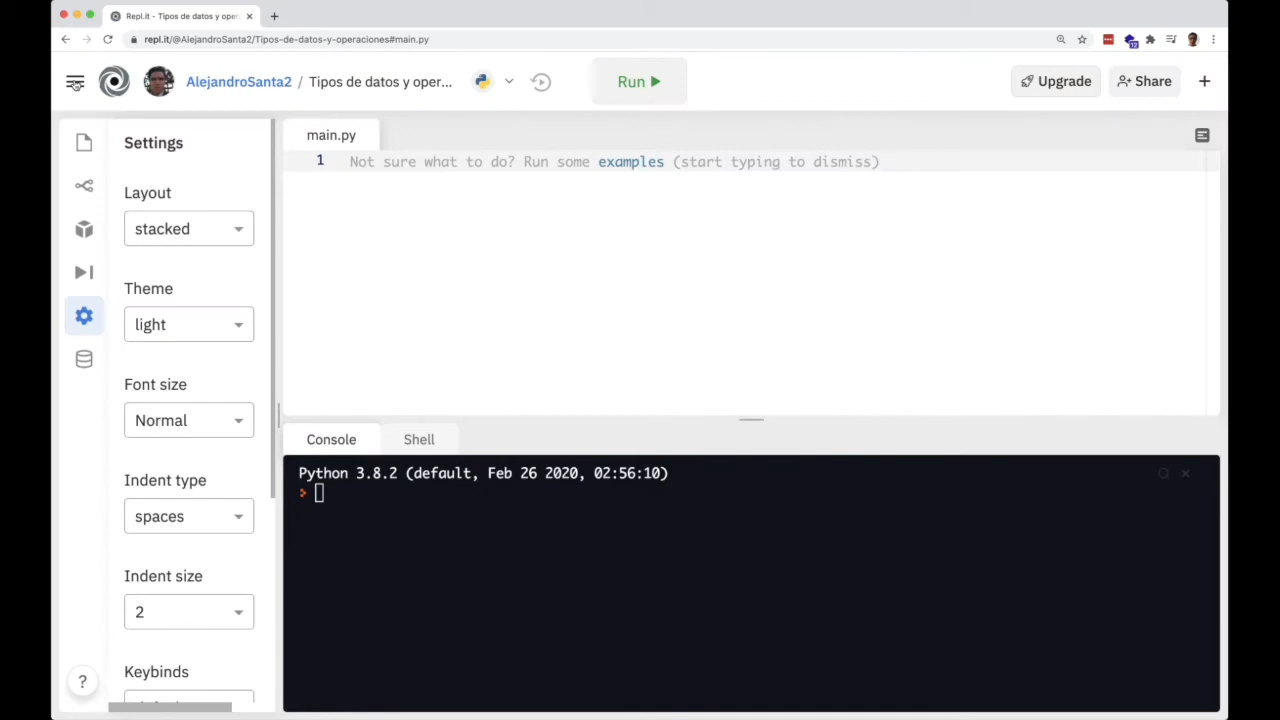 Repl.it - Tipos de datos y oper
repl.it/@AlejandroSanta2/Tipos-de-datos-y-operaciones#main.py
12
AlejandroSanta2 / Tipos de datos y oper...
Run
Upgrade
Share
Settings
Layout
stacked
Theme
light
Font size
Normal
Indent type
spaces
Indent size
2
Keybinds
?
main.py
1 Not sure what to do? Run some examples (start typing to dismiss)
Console Shell
Python 3.8.2 (default, Feb 26 2020, 02:56:10)